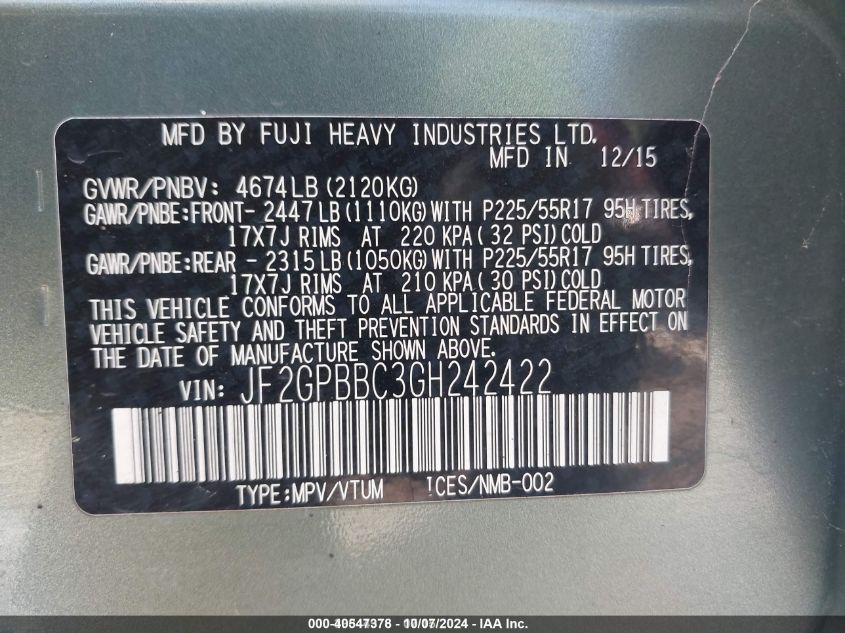 MFD BY FUJI HEAVY INDUSTRIES LTD.
MFD IN 12/15
GVWR/PNBV: 4674LB (2120KG)
GAWR/PNBE:FRONT- 2447LB (1110KG) WITH P225/55R17 95H TIRES,
17X7J RIMS AT 220 KPA ( 32 PSI) COLD
GAWR/PNBE:REAR - 2315LB (1050KG) WITH P225/55R17 95H TIRES,
17X7J RIMS AT 210 KPA ( 30 PSI) COLD
THIS VEHICLE CONFORMS TO ALL APPLICABLE FEDERAL MOTOR
VEHICLE SAFETY AND THEFT PREVENTION STANDARDS IN EFFECT ON
THE DATE OF MANUFACTURE SHOWN ABOVE.
VIN: JF2GPBBC3GH242422
TYPE:MPV/VTUM ICES/NMB-002
000-40547378 - 10/07/2024 - IAA Inc.